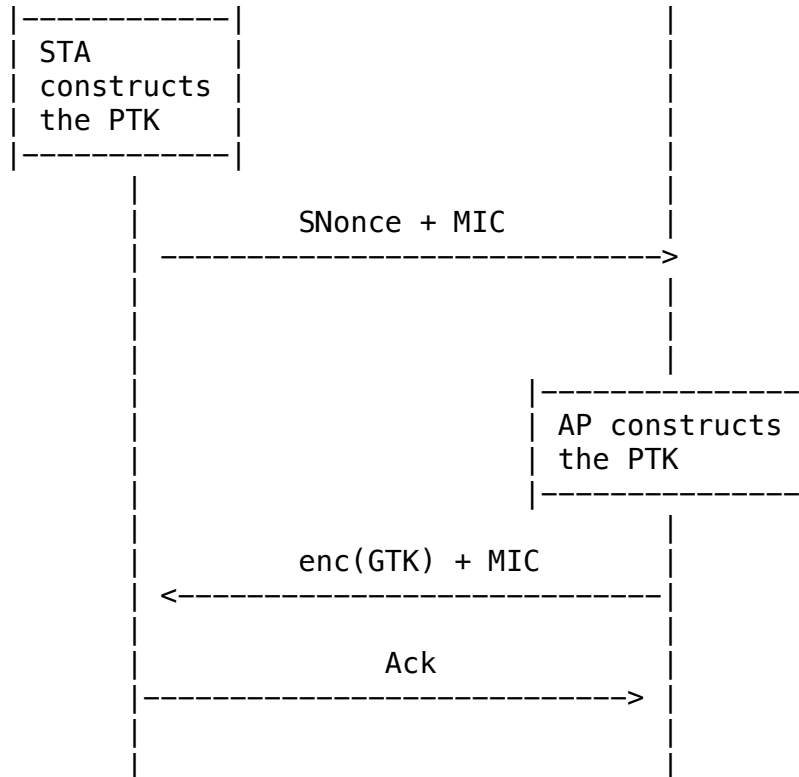 STA
constructs
the PTK
SNonce + MIC
AP constructs
the PTK
enc(GTK) + MIC
Ack